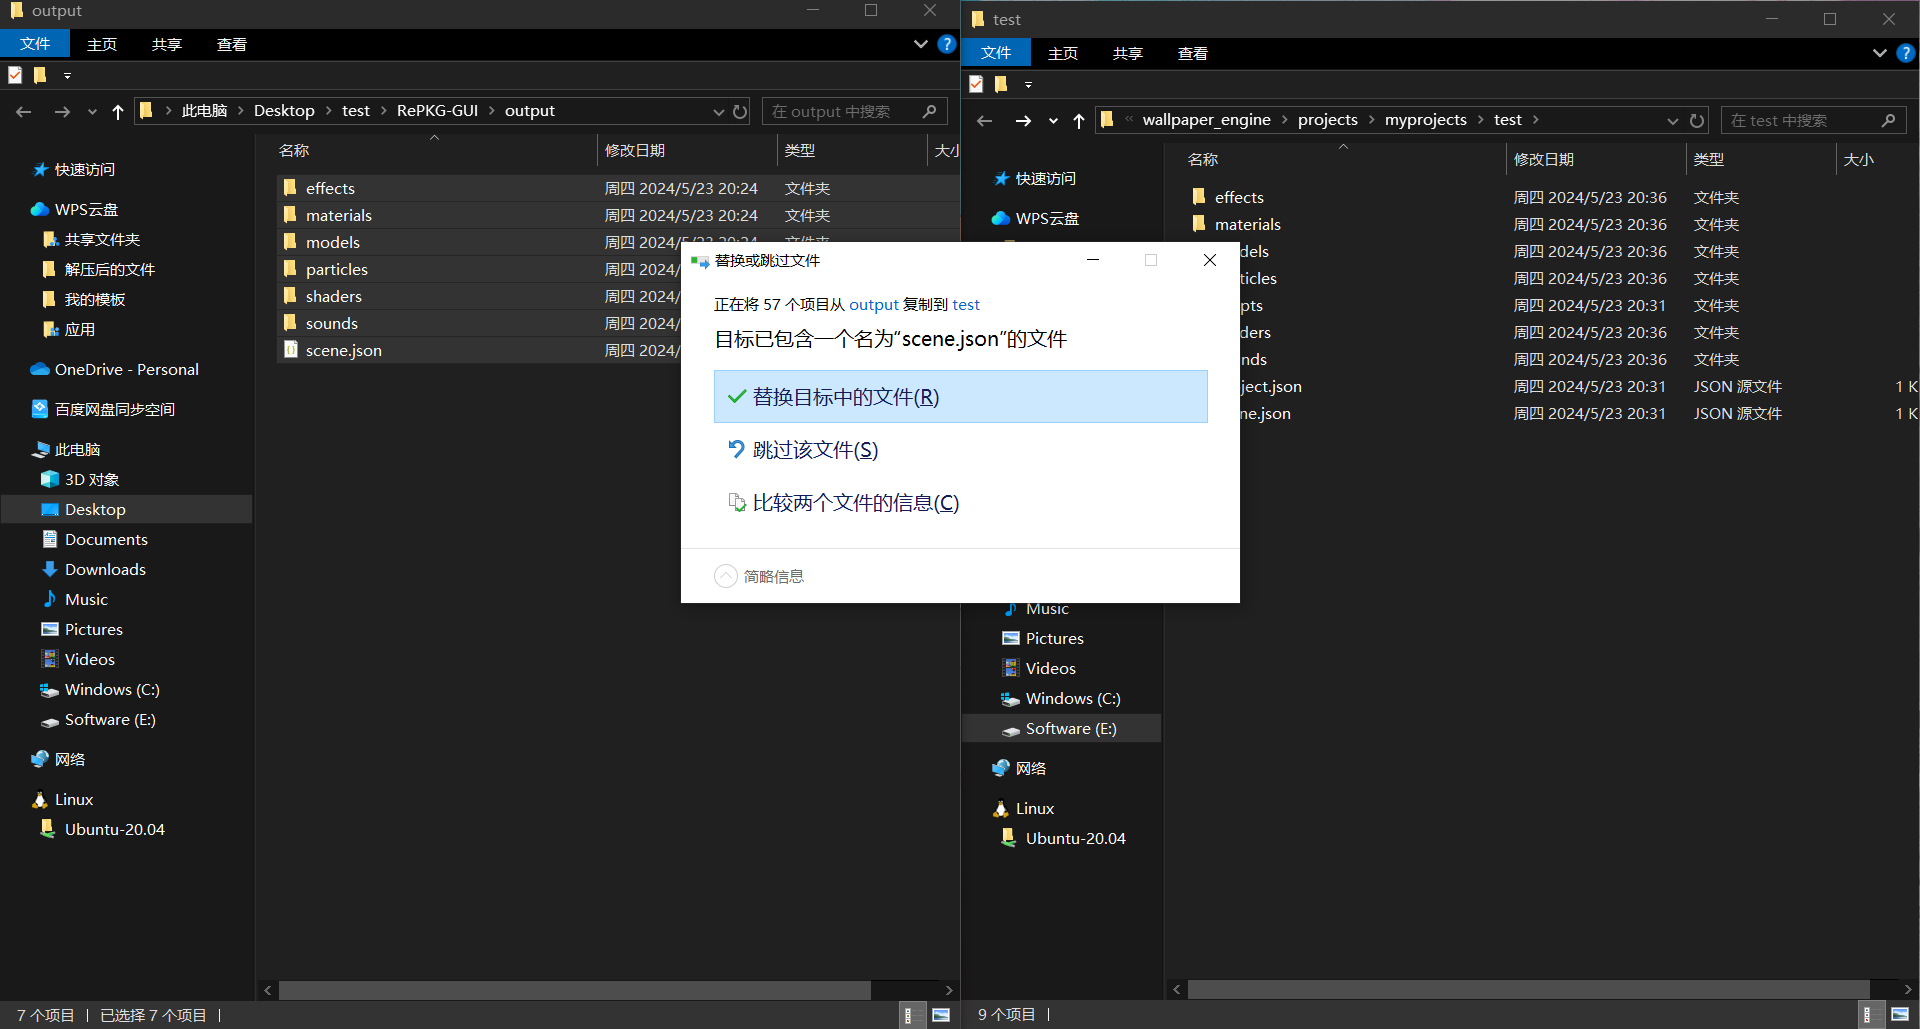 output
文件 主页 共享 查看
此电脑 Desktop test RePKG-GUI output
在 output 中搜索
快速访问
WPS云盘
共享文件夹
解压后的文件
我的模板
应用
OneDrive - Personal
百度网盘同步空间
此电脑
3D 对象
Desktop
Documents
Downloads
Music
Pictures
Videos
Windows (C:)
Software (E:)
网络
Linux
Ubuntu-20.04
名称 修改日期 类型 大小
effects 周四 2024/5/23 20:24 文件夹
materials 周四 2024/5/23 20:24 文件夹
models 周四 2024/5/23 20:24 文件夹
particles 周四 2024/
shaders 周四 2024/
sounds 周四 2024/
scene.json 周四 2024/
7 个项目 已选择 7 个项目
替换或跳过文件
正在将 57 个项目从 output 复制到 test
目标已包含一个名为“scene.json”的文件
替换目标中的文件(R)
跳过该文件(S)
比较两个文件的信息(C)
简略信息
test
文件 主页 共享 查看
wallpaper_engine projects myprojects test
在 test 中搜索
快速访问
WPS云盘
Music
Pictures
Videos
Windows (C:)
Software (E:)
网络
Linux
Ubuntu-20.04
名称 修改日期 类型 大小
effects 周四 2024/5/23 20:36 文件夹
materials 周四 2024/5/23 20:36 文件夹
dels 周四 2024/5/23 20:36 文件夹
ticles 周四 2024/5/23 20:36 文件夹
pts 周四 2024/5/23 20:31 文件夹
ders 周四 2024/5/23 20:36 文件夹
nds 周四 2024/5/23 20:36 文件夹
ject.json 周四 2024/5/23 20:31 JSON 源文件 1 K
ne.json 周四 2024/5/23 20:31 JSON 源文件 1 K
9 个项目